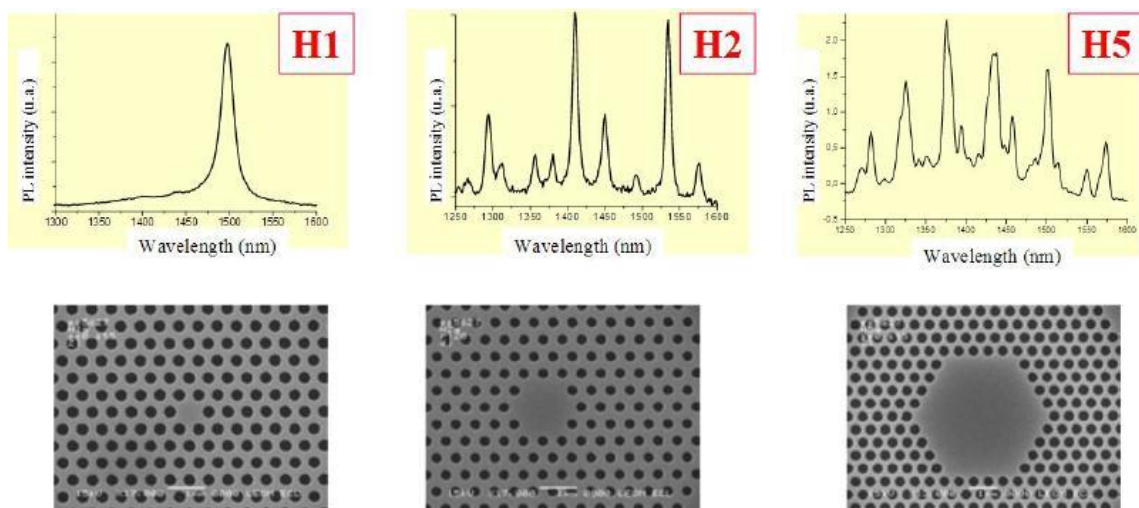 H1
H2
H5
PL intensity (u.a.)
1300 1350 1400 1450 1500 1550 1600
Wavelength (nm)
PL intensity (u.a.)
1250 1300 1350 1400 1450 1500 1550 1600
Wavelength (nm)
PL intensity (u.a.)
2.0
1.5
1.0
0.5
0.0
-0.5
1250 1300 1350 1400 1450 1500 1550 1600
Wavelength (nm)
15KV